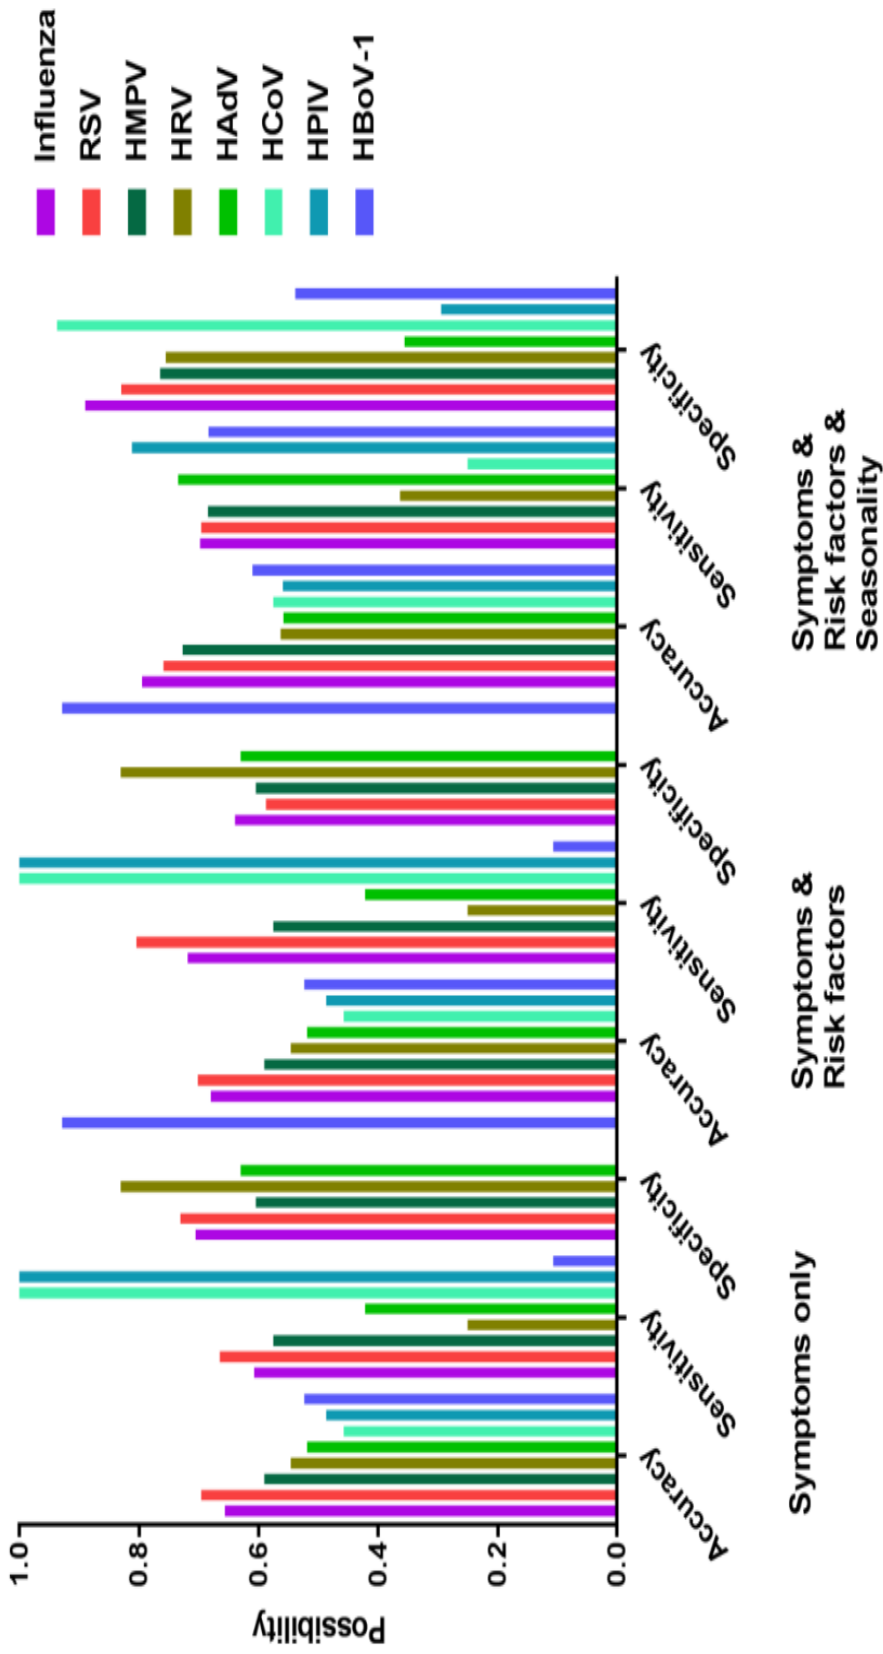 Possibility
1.0
0.8
0.6
0.4
0.2
0.0
Accuracy
Sensitivity
Specificity
Accuracy
Sensitivity
Specificity
Accuracy
Sensitivity
Specificity
Symptoms only
Symptoms &
Risk factors
Symptoms &
Risk factors &
Seasonality
Influenza
RSV
HMPV
HRV
HAdV
HCoV
HPIV
HBoV-1